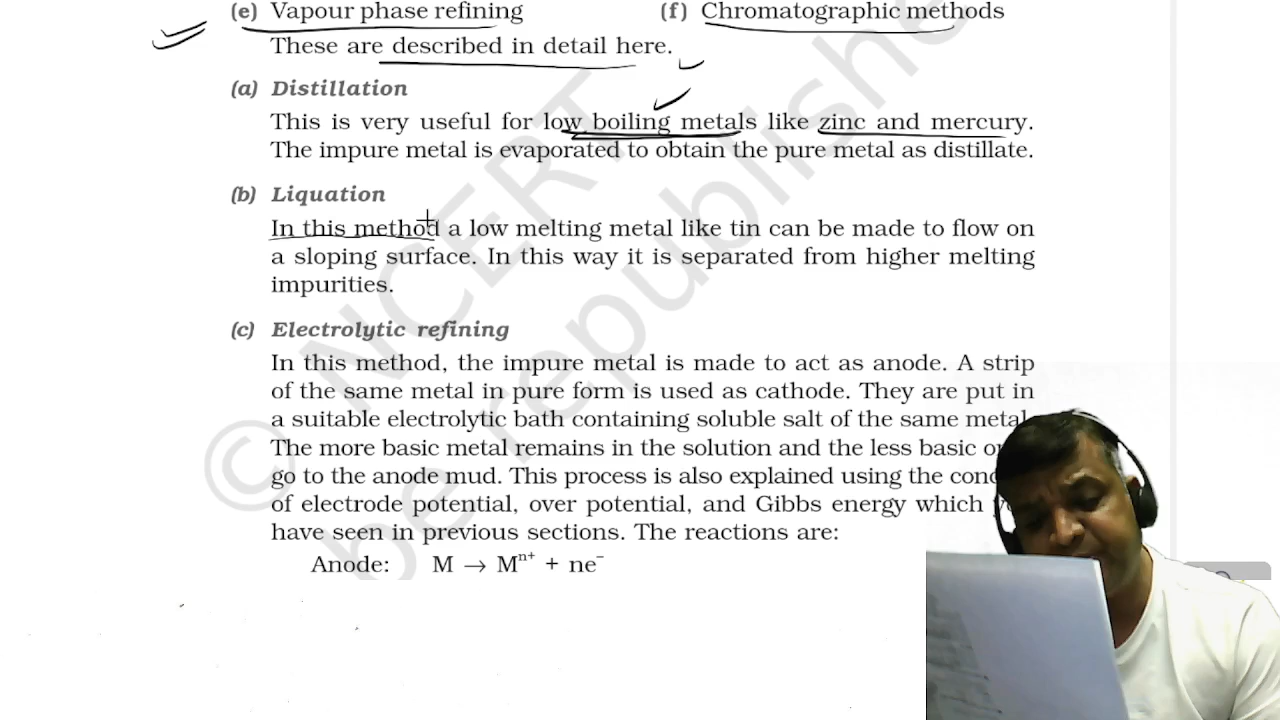 (e) Vapour phase refining (f) Chromatographic methods
These are described in detail here.
(a) Distillation
This is very useful for low boiling metals like zinc and mercury.
The impure metal is evaporated to obtain the pure metal as distillate.
(b) Liquation
In this method a low melting metal like tin can be made to flow on
a sloping surface. In this way it is separated from higher melting
impurities.
(c) Electrolytic refining
In this method, the impure metal is made to act as anode. A strip
of the same metal in pure form is used as cathode. They are put in
a suitable electrolytic bath containing soluble salt of the same metal
The more basic metal remains in the solution and the less basic
go to the anode mud. This process is also explained using the
of electrode potential, over potential, and Gibbs energy which
have seen in previous sections. The reactions are:
Anode: M → Mⁿ⁺ + ne⁻
© NCERT
be republished